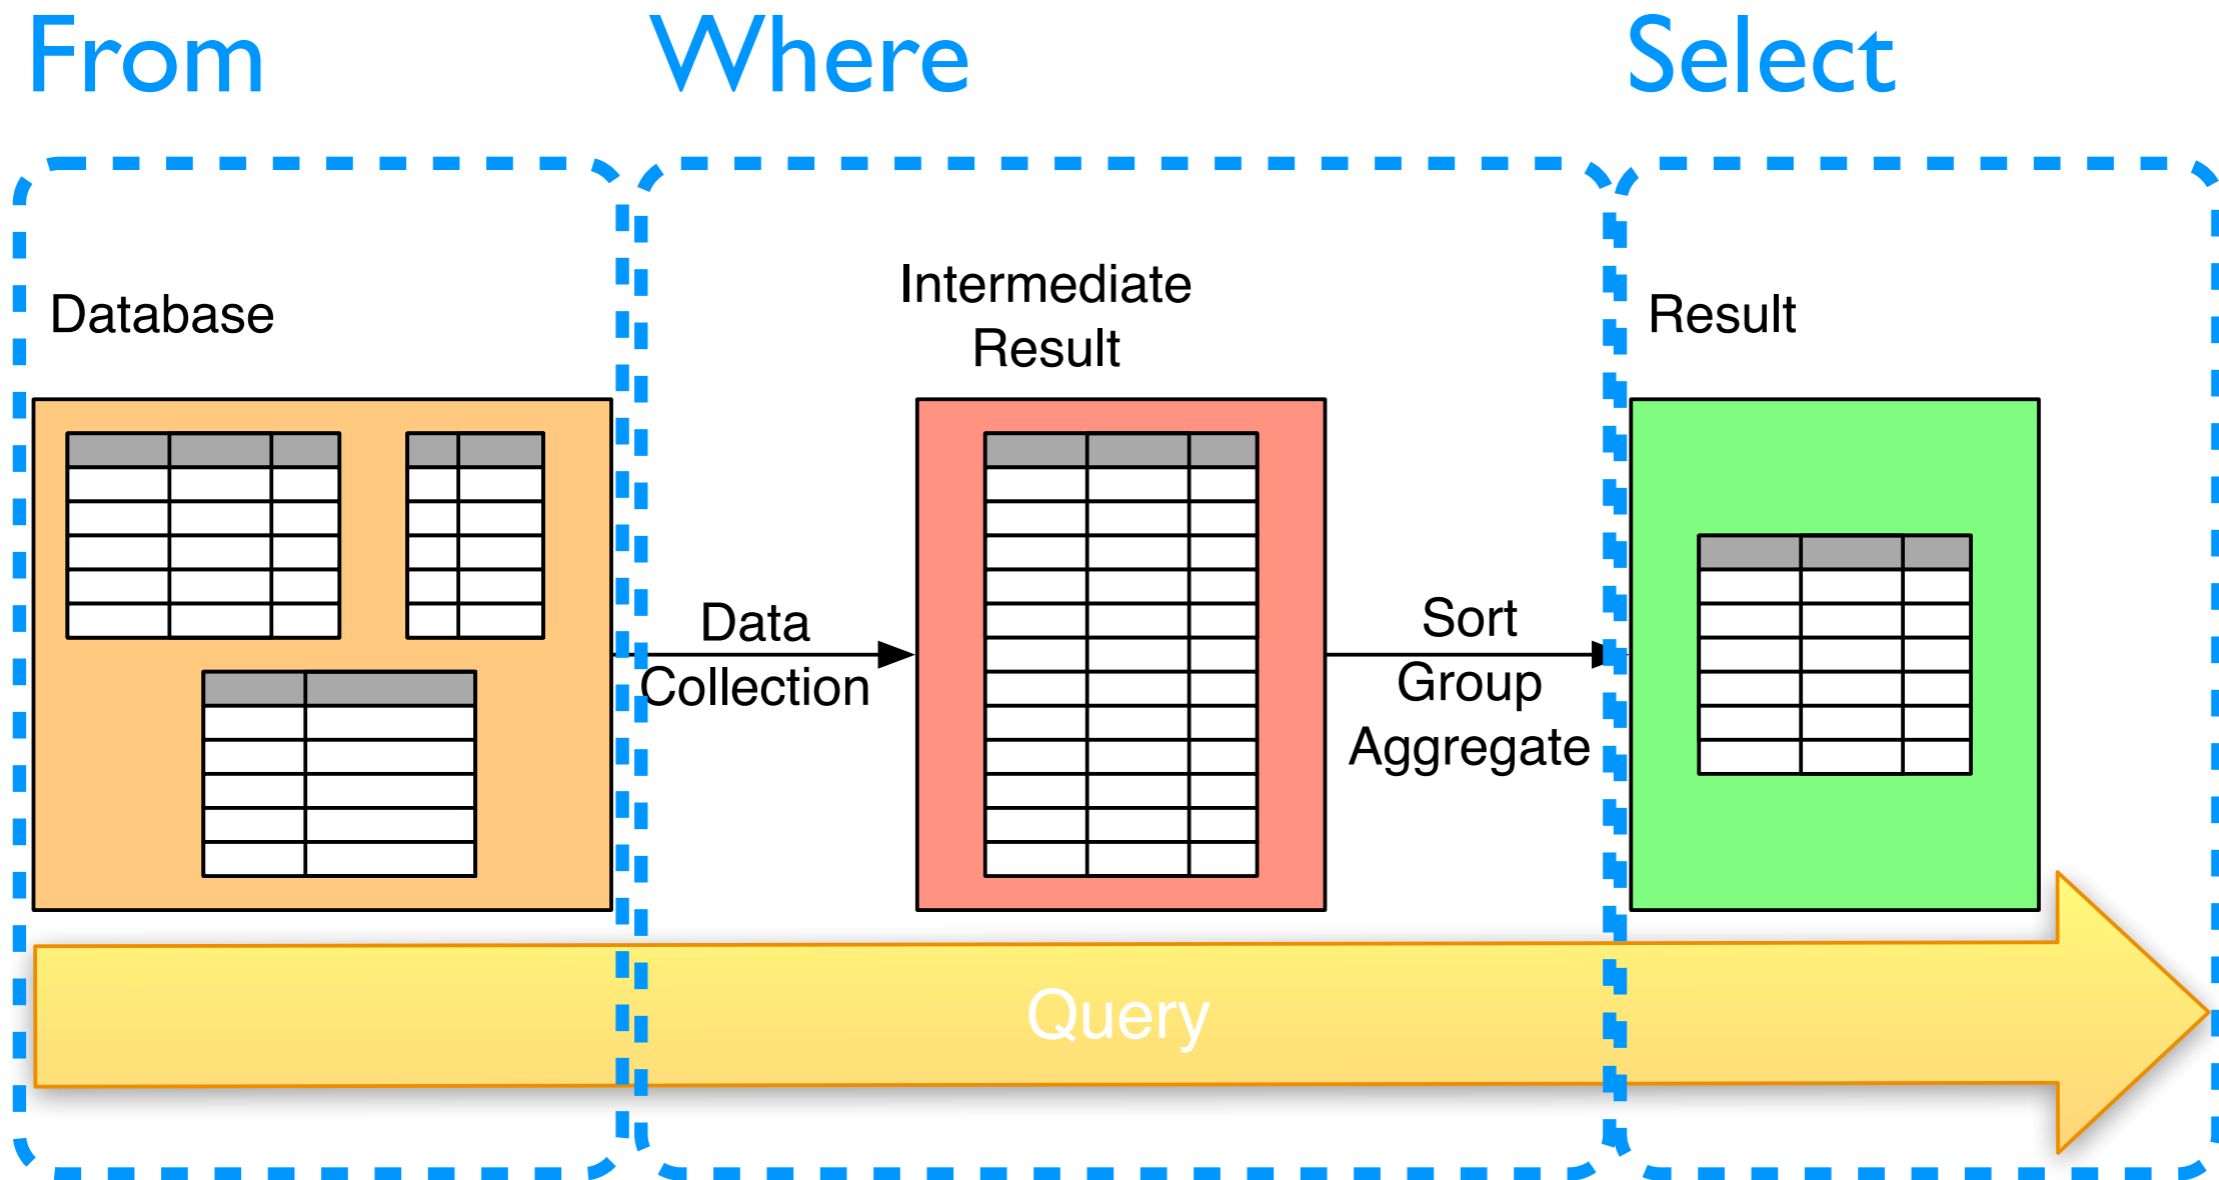 From
Where
Select
Database
Intermediate
Result
Result
Data
Collection
Sort
Group
Aggregate
Query